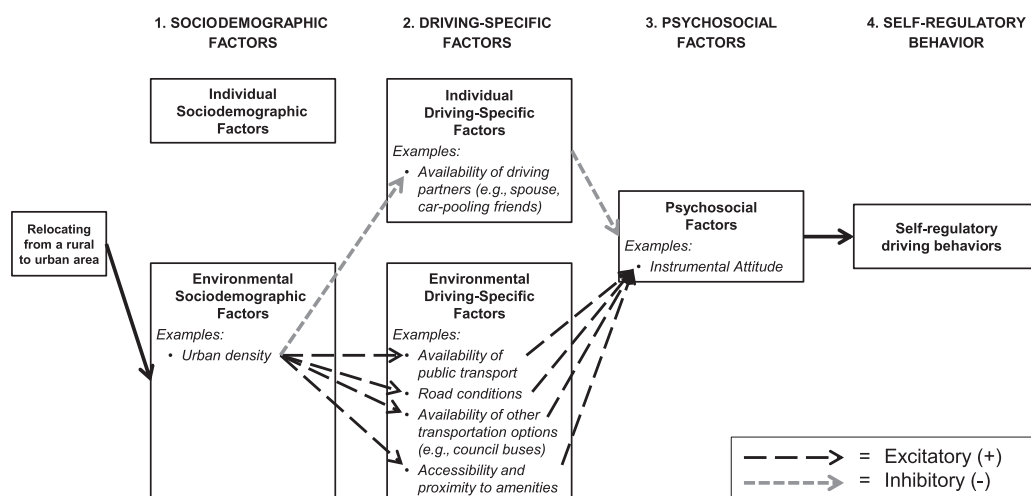 1. SOCIODEMOGRAPHIC
FACTORS
2. DRIVING-SPECIFIC
FACTORS
3. PSYCHOSOCIAL
FACTORS
4. SELF-REGULATORY
BEHAVIOR
Individual
Sociodemographic
Factors
Individual
Driving-Specific
Factors
Examples:
• Availability of driving
partners (e.g., spouse,
car-pooling friends)
Relocating
from a rural
to urban area
Psychosocial
Factors
Examples:
• Instrumental Attitude
Self-regulatory
driving behaviors
Environmental
Sociodemographic
Factors
Examples:
• Urban density
Environmental
Driving-Specific
Factors
Examples:
• Availability of
public transport
• Road conditions
• Availability of other
transportation options
(e.g., council buses)
• Accessibility and
proximity to amenities
= Excitatory (+)
= Inhibitory (-)